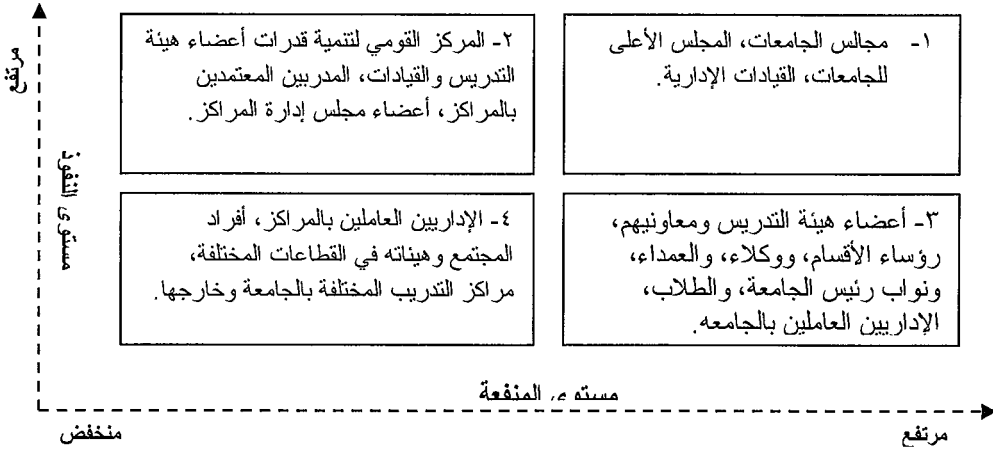 مرتفع
مستوى النفوذ
١- مجالس الجامعات، المجلس الأعلى
للجامعات، القيادات الإدارية.
٢- المركز القومي لتنمية قدرات أعضاء هيئة
التدريس والقيادات، المدربين المعتمدين
بالمراكز، أعضاء مجلس إدارة المراكز.
٣- أعضاء هيئة التدريس ومعاونيهم،
رؤساء الأقسام، ووكلاء، والعمداء،
ونواب رئيس الجامعة، والطلاب،
الإداريين العاملين بالجامعه.
٤- الإداريين العاملين بالمراكز، أفراد
المجتمع وهيئاته في القطاعات المختلفة،
مراكز التدريب المختلفة بالجامعة وخارجها.
مستوى المنفعة
مرتفع
منخفض